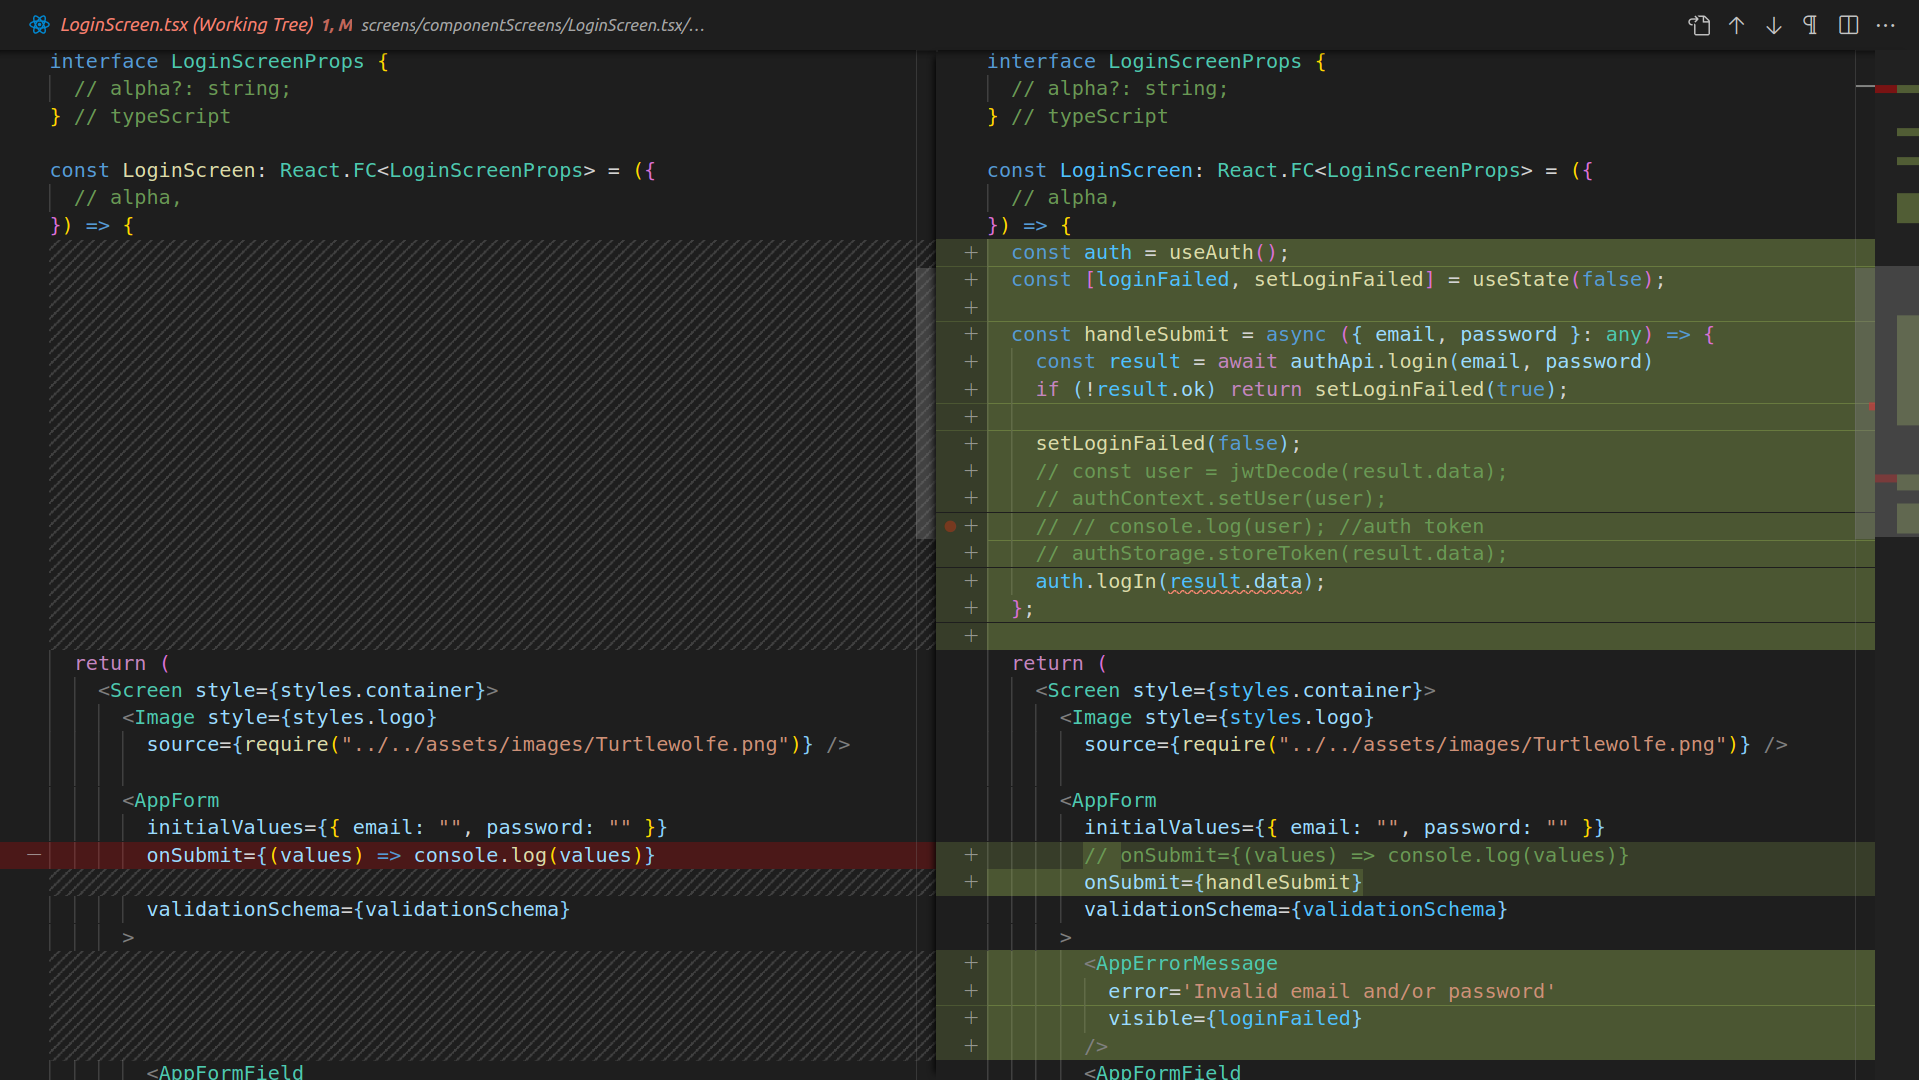 LoginScreen.tsx (Working Tree) 1, M screens/componentScreens/LoginScreen.tsx/...
interface LoginScreenProps {
  // alpha?: string;
} // typeScript

const LoginScreen: React.FC<LoginScreenProps> = ({
  // alpha,
}) => {
  return (
    <Screen style={styles.container}>
      <Image style={styles.logo}
        source={require("../../assets/images/Turtlewolfe.png")} />

      <AppForm
        initialValues={{ email: "", password: "" }}
—       onSubmit={(values) => console.log(values)}
        validationSchema={validationSchema}
      >
        <AppFormField
interface LoginScreenProps {
  // alpha?: string;
} // typeScript

const LoginScreen: React.FC<LoginScreenProps> = ({
  // alpha,
}) => {
+ const auth = useAuth();
+ const [loginFailed, setLoginFailed] = useState(false);
+
+ const handleSubmit = async ({ email, password }: any) => {
+   const result = await authApi.login(email, password)
+   if (!result.ok) return setLoginFailed(true);
+
+   setLoginFailed(false);
+   // const user = jwtDecode(result.data);
+   // authContext.setUser(user);
+   // // console.log(user); //auth token
+   // authStorage.storeToken(result.data);
+   auth.logIn(result.data);
+ };
+
  return (
    <Screen style={styles.container}>
      <Image style={styles.logo}
        source={require("../../assets/images/Turtlewolfe.png")} />

      <AppForm
        initialValues={{ email: "", password: "" }}
+       // onSubmit={(values) => console.log(values)}
+       onSubmit={handleSubmit}
        validationSchema={validationSchema}
      >
+       <AppErrorMessage
+         error='Invalid email and/or password'
+         visible={loginFailed}
+       />
        <AppFormField